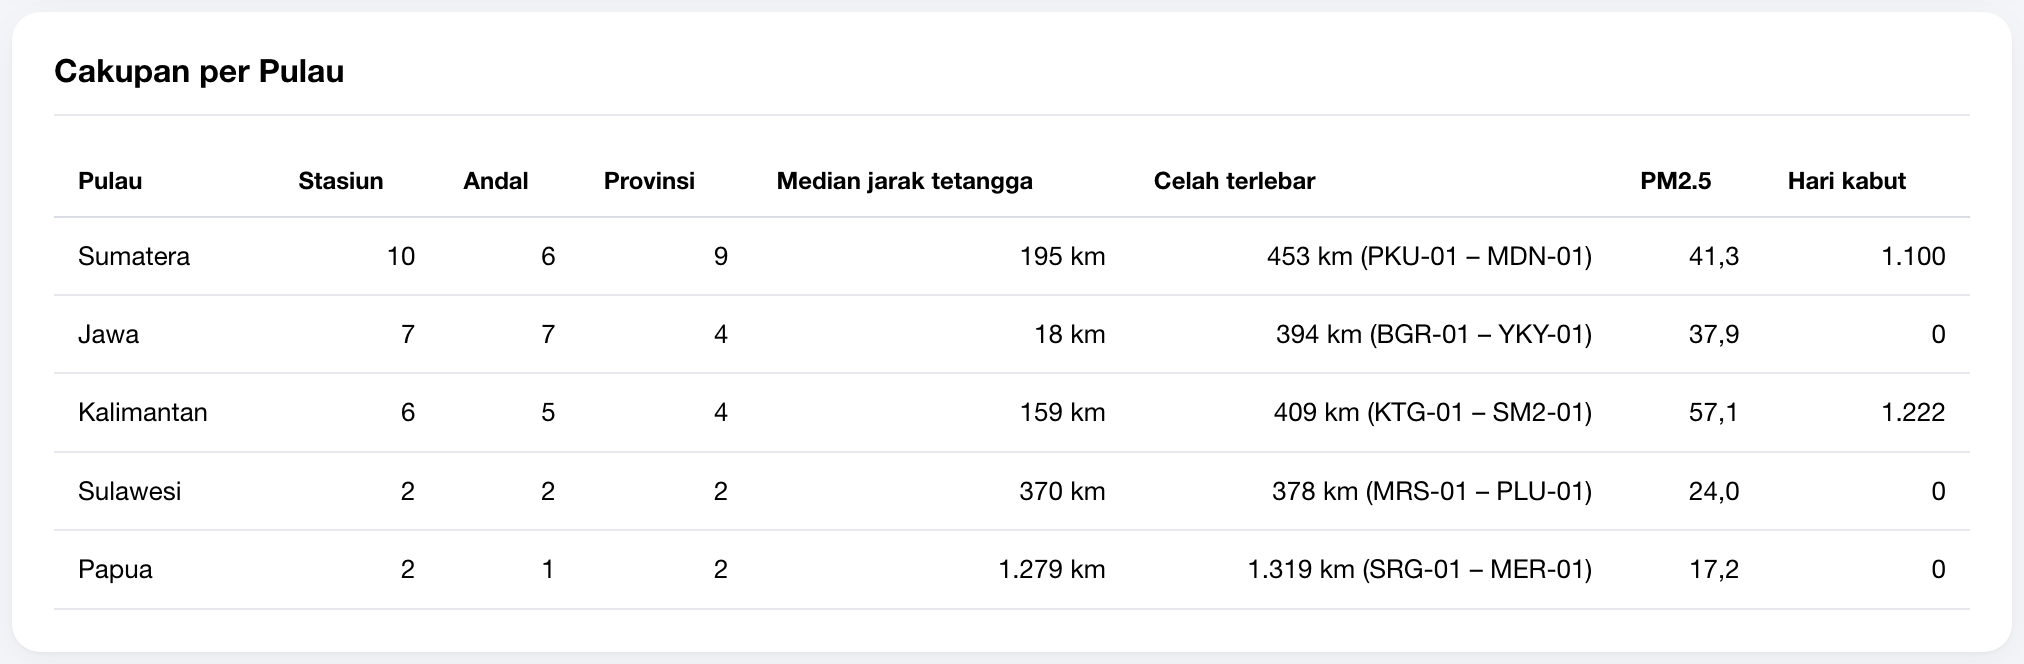 Cakupan per Pulau
Pulau Stasiun Andal Provinsi Median jarak tetangga Celah terlebar PM2.5 Hari kabut
Sumatera 10 6 9 195 km 453 km (PKU-01 – MDN-01) 41,3 1.100
Jawa 7 7 4 18 km 394 km (BGR-01 – YKY-01) 37,9 0
Kalimantan 6 5 4 159 km 409 km (KTG-01 – SM2-01) 57,1 1.222
Sulawesi 2 2 2 370 km 378 km (MRS-01 – PLU-01) 24,0 0
Papua 2 1 2 1.279 km 1.319 km (SRG-01 – MER-01) 17,2 0